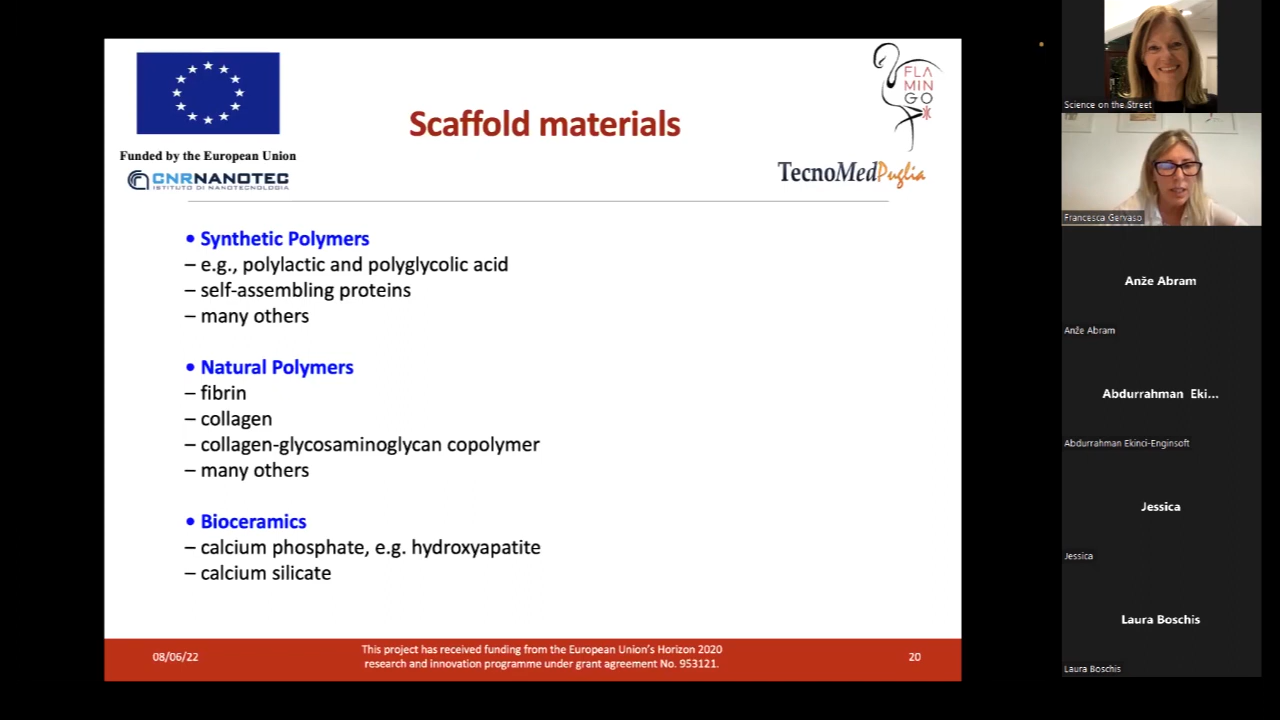 Funded by the European Union
CNRNANOTEC
ISTITUTO DI NANOTECNOLOGIA
Scaffold materials
FLA
MIN
GO
TecnoMedPuglia
• Synthetic Polymers
– e.g., polylactic and polyglycolic acid
– self-assembling proteins
– many others
• Natural Polymers
– fibrin
– collagen
– collagen-glycosaminoglycan copolymer
– many others
• Bioceramics
– calcium phosphate, e.g. hydroxyapatite
– calcium silicate
08/06/22
This project has received funding from the European Union's Horizon 2020
research and innovation programme under grant agreement No. 953121.
20
Science on the Street
Francesca Gervaso
Anže Abram
Anže Abram
Abdurrahman Eki...
Abdurrahman Ekinci-Enginsoft
Jessica
Jessica
Laura Boschis
Laura Boschis